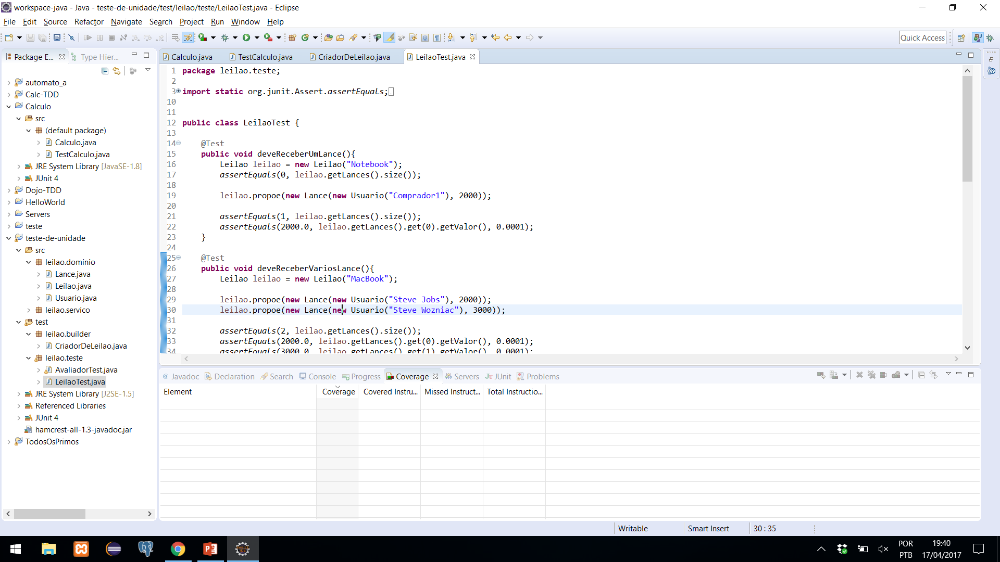 workspace-java - Java - teste-de-unidade/test/leilao/teste/LeilaoTest.java - Eclipse
File Edit Source Refactor Navigate Search Project Run Window Help
Quick Access
Package E... Type Hier...
automato_a
Calc-TDD
Calculo
src
(default package)
Calculo.java
TestCalculo.java
JRE System Library [JavaSE-1.8]
JUnit 4
Dojo-TDD
HelloWorld
Servers
teste
teste-de-unidade
src
leilao.dominio
Lance.java
Leilao.java
Usuario.java
leilao.servico
test
leilao.builder
CriadorDeLeilao.java
leilao.teste
AvaliadorTest.java
LeilaoTest.java
JRE System Library [J2SE-1.5]
Referenced Libraries
JUnit 4
hamcrest-all-1.3-javadoc.jar
TodosOsPrimos
Calculo.java TestCalculo.java CriadorDeLeilao.java LeilaoTest.java
1 package leilao.teste;
2
3 import static org.junit.Assert.assertEquals;
10
11
12 public class LeilaoTest {
13
14 @Test
15 public void deveReceberUmLance(){
16 Leilao leilao = new Leilao("Notebook");
17 assertEquals(0, leilao.getLances().size());
18
19 leilao.propoe(new Lance(new Usuario("Comprador1"), 2000));
20
21 assertEquals(1, leilao.getLances().size());
22 assertEquals(2000.0, leilao.getLances().get(0).getValor(), 0.0001);
23 }
24
25 @Test
26 public void deveReceberVariosLance(){
27 Leilao leilao = new Leilao("MacBook");
28
29 leilao.propoe(new Lance(new Usuario("Steve Jobs"), 2000));
30 leilao.propoe(new Lance(new Usuario("Steve Wozniac"), 3000));
31
32 assertEquals(2, leilao.getLances().size());
33 assertEquals(2000.0, leilao.getLances().get(0).getValor(), 0.0001);
34 assertEquals(3000.0, leilao.getLances().get(1).getValor(), 0.0001);
@ Javadoc Declaration Search Console Progress Coverage Servers JUnit Problems
Element Coverage Covered Instru... Missed Instruct... Total Instructio...
Writable Smart Insert 30 : 35
POR
PTB
19:40
17/04/2017